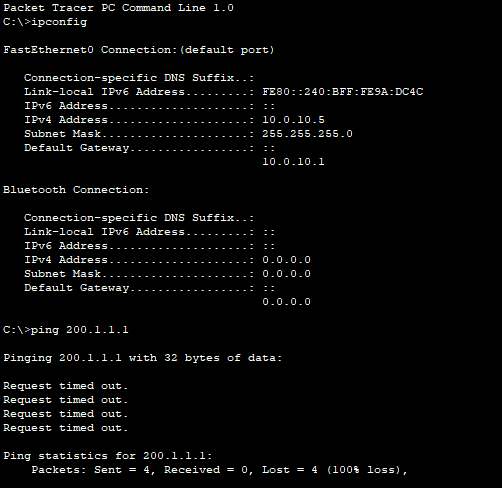 Packet Tracer PC Command Line 1.0
C:\>ipconfig
FastEthernet0 Connection:(default port)
Connection-specific DNS Suffix..:
Link-local IPv6 Address.........: FE80::240:BFF:FE9A:DC4C
IPv6 Address....................: ::
IPv4 Address....................: 10.0.10.5
Subnet Mask.....................: 255.255.255.0
Default Gateway.................: ::
10.0.10.1
Bluetooth Connection:
Connection-specific DNS Suffix..:
Link-local IPv6 Address.........: ::
IPv6 Address....................: ::
IPv4 Address....................: 0.0.0.0
Subnet Mask.....................: 0.0.0.0
Default Gateway.................: ::
0.0.0.0
C:\>ping 200.1.1.1
Pinging 200.1.1.1 with 32 bytes of data:
Request timed out.
Request timed out.
Request timed out.
Request timed out.
Ping statistics for 200.1.1.1:
Packets: Sent = 4, Received = 0, Lost = 4 (100% loss),